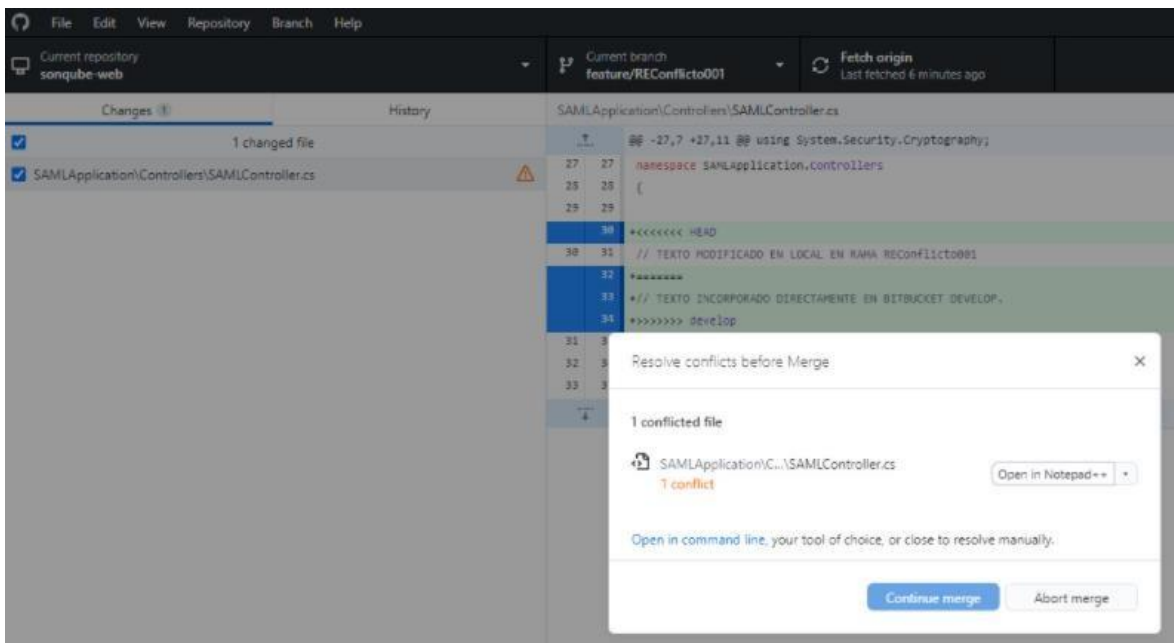 File Edit View Repository Branch Help
Current repository
sonqube-web
Current branch
feature/REConflicto001
Fetch origin
Last fetched 6 minutes ago
Changes 1
History
1 changed file
SAMLApplication\Controllers\SAMLController.cs
SAMLApplication\Controllers\SAMLController.cs
@@ -27,7 +27,11 @@ using System.Security.Cryptography;
27 27 namespace SAMLApplication.controllers
28 28 {
29 29
30 +<<<<<<< HEAD
30 31 // TEXTO MODIFICADO EN LOCAL EN RAMA REConflicto001
32 +=======
33 +// TEXTO INCORPORADO DIRECTAMENTE EN BITBUCKET DEVELOP.
34 +>>>>>>> develop
31 3
32 3
33 3
Resolve conflicts before Merge
1 conflicted file
SAMLApplication\C...\SAMLController.cs
1 conflict
Open in Notepad++
Open in command line, your tool of choice, or close to resolve manually.
Continue merge
Abort merge